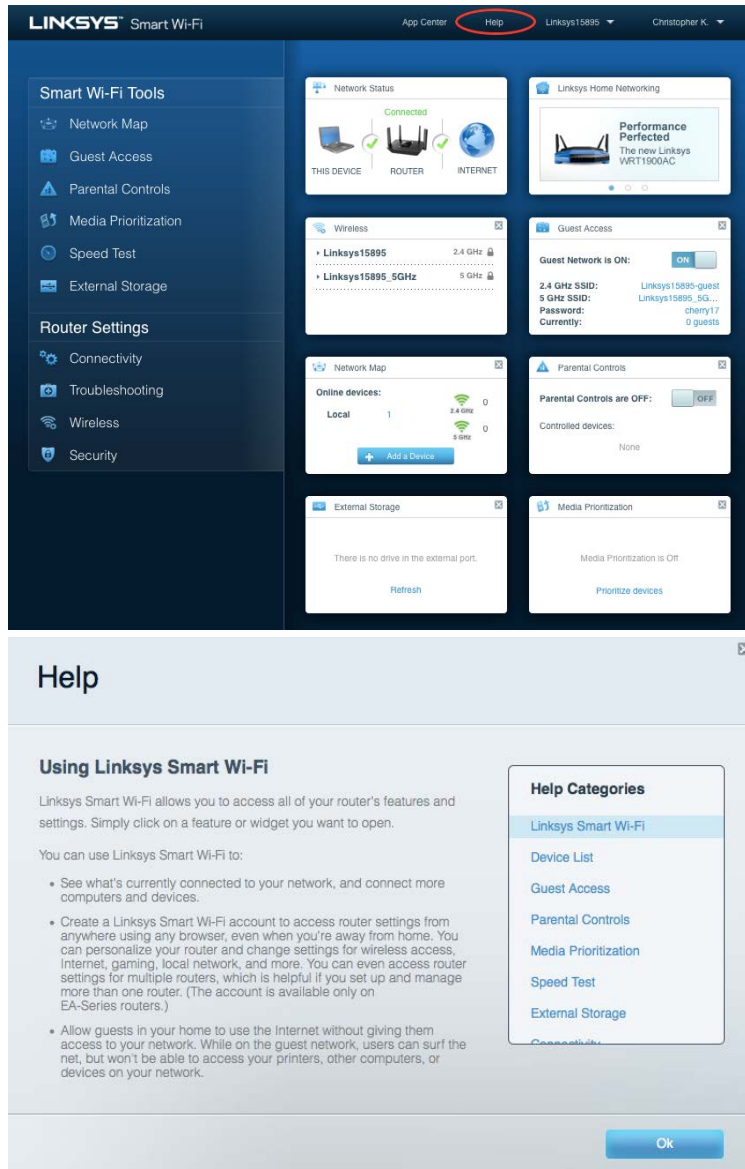 LINKSYS™ Smart Wi-Fi
App Center
Help
Linksys15895
Christopher K.
Smart Wi-Fi Tools
Network Map
Guest Access
Parental Controls
Media Prioritization
Speed Test
External Storage
Router Settings
Connectivity
Troubleshooting
Wireless
Security
Network Status
Connected
THIS DEVICE
ROUTER
INTERNET
Linksys Home Networking
Performance
Perfected
The new Linksys
WRT1900AC
Wireless
Linksys15895 2.4 GHz
Linksys15895_5GHz 5 GHz
Guest Access
Guest Network is ON: ON
2.4 GHz SSID: Linksys15895-guest
5 GHz SSID: Linksys15895_5G...
Password: cherry17
Currently: 0 guests
Network Map
Online devices:
Local 1
0
2.4 GHz
0
5 GHz
Add a Device
Parental Controls
Parental Controls are OFF: OFF
Controlled devices:
None
External Storage
There is no drive in the external port.
Refresh
Media Prioritization
Media Prioritization is Off
Prioritize devices
Help
Using Linksys Smart Wi-Fi
Linksys Smart Wi-Fi allows you to access all of your router's features and
settings. Simply click on a feature or widget you want to open.
You can use Linksys Smart Wi-Fi to:
• See what's currently connected to your network, and connect more
computers and devices.
• Create a Linksys Smart Wi-Fi account to access router settings from
anywhere using any browser, even when you're away from home. You
can personalize your router and change settings for wireless access,
Internet, gaming, local network, and more. You can even access router
settings for multiple routers, which is helpful if you set up and manage
more than one router. (The account is available only on
EA-Series routers.)
• Allow guests in your home to use the Internet without giving them
access to your network. While on the guest network, users can surf the
net, but won't be able to access your printers, other computers, or
devices on your network.
Help Categories
Linksys Smart Wi-Fi
Device List
Guest Access
Parental Controls
Media Prioritization
Speed Test
External Storage
Connectivity
Ok